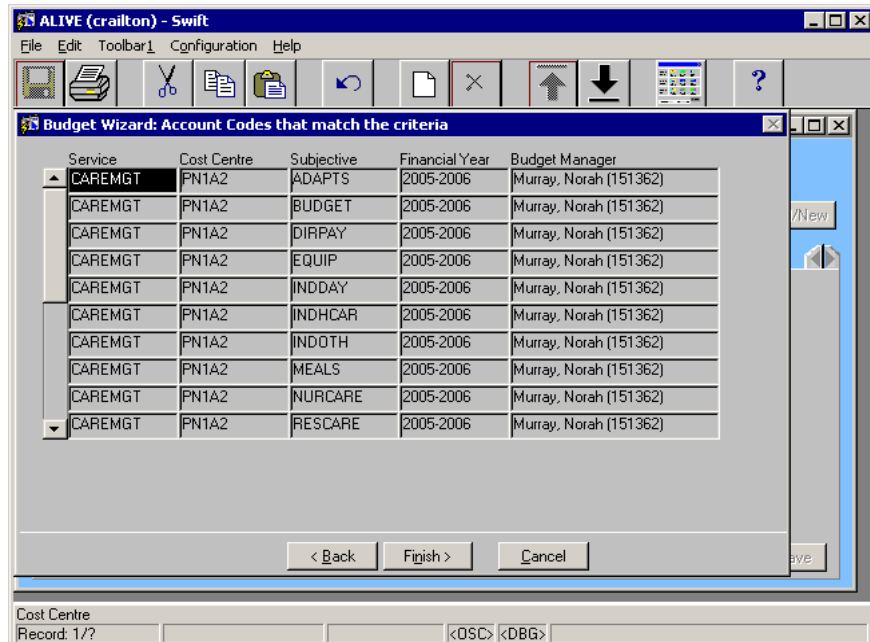 ALIVE (crailton) - Swift
File Edit Toolbar1 Configuration Help
?
Budget Wizard: Account Codes that match the criteria
Service Cost Centre Subjective Financial Year Budget Manager
CAREMGT PN1A2 ADAPTS 2005-2006 Murray, Norah (151362)
CAREMGT PN1A2 BUDGET 2005-2006 Murray, Norah (151362)
/New
CAREMGT PN1A2 DIRPAY 2005-2006 Murray, Norah (151362)
CAREMGT PN1A2 EQUIP 2005-2006 Murray, Norah (151362)
CAREMGT PN1A2 INDDAY 2005-2006 Murray, Norah (151362)
CAREMGT PN1A2 INDHCAR 2005-2006 Murray, Norah (151362)
CAREMGT PN1A2 INDOTH 2005-2006 Murray, Norah (151362)
CAREMGT PN1A2 MEALS 2005-2006 Murray, Norah (151362)
CAREMGT PN1A2 NURCARE 2005-2006 Murray, Norah (151362)
CAREMGT PN1A2 RESCARE 2005-2006 Murray, Norah (151362)
< Back Finish > Cancel
ave
Cost Centre
Record: 1/? <OSC> <DBG>